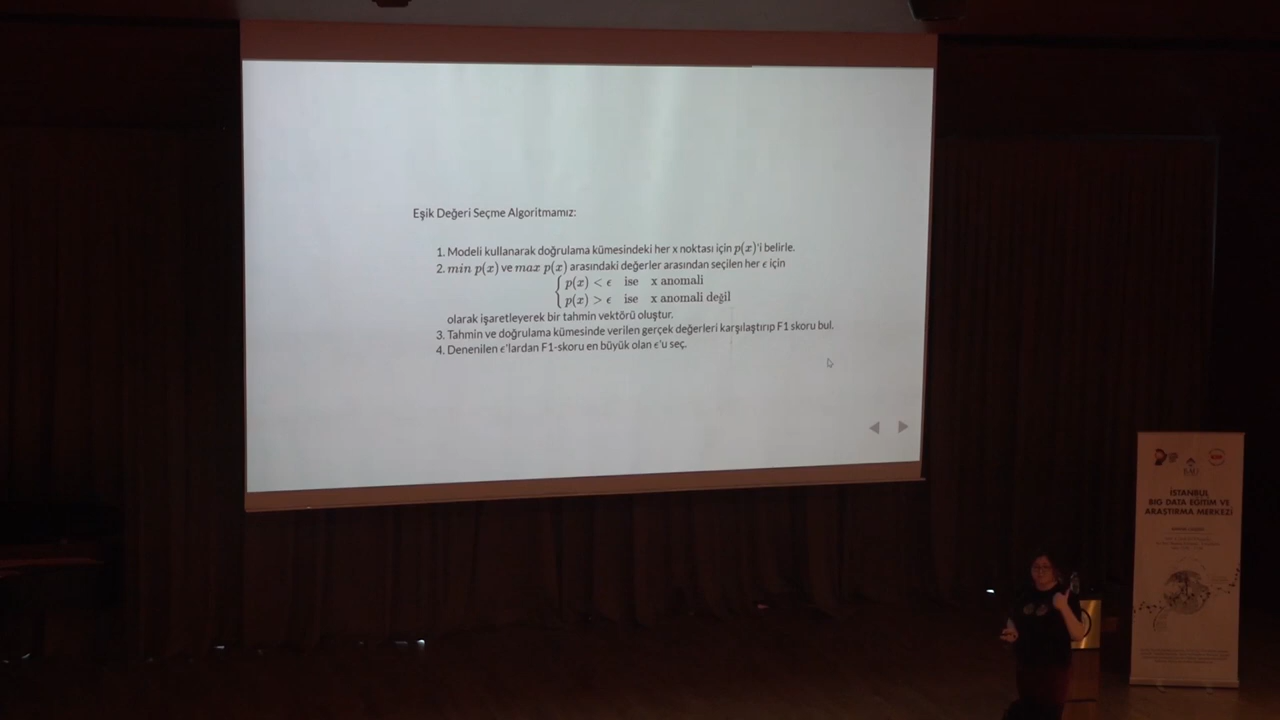 Eşik Değeri Seçme Algoritmamız:
1. Modeli kullanarak doğrulama kümesindeki her x noktası için p(x)'i belirle.
2. min p(x) ve max p(x) arasındaki değerler arasından seçilen her ϵ için
p(x) < ϵ ise x anomali
p(x) > ϵ ise x anomali değil
olarak işaretleyerek bir tahmin vektörü oluştur.
3. Tahmin ve doğrulama kümesinde verilen gerçek değerleri karşılaştırıp F1 skoru bul.
4. Denenilen ϵ'lardan F1-skoru en büyük olan ϵ'u seç.
BAU
İSTANBUL
BIG DATA EĞİTİM VE
ARAŞTIRMA MERKEZİ